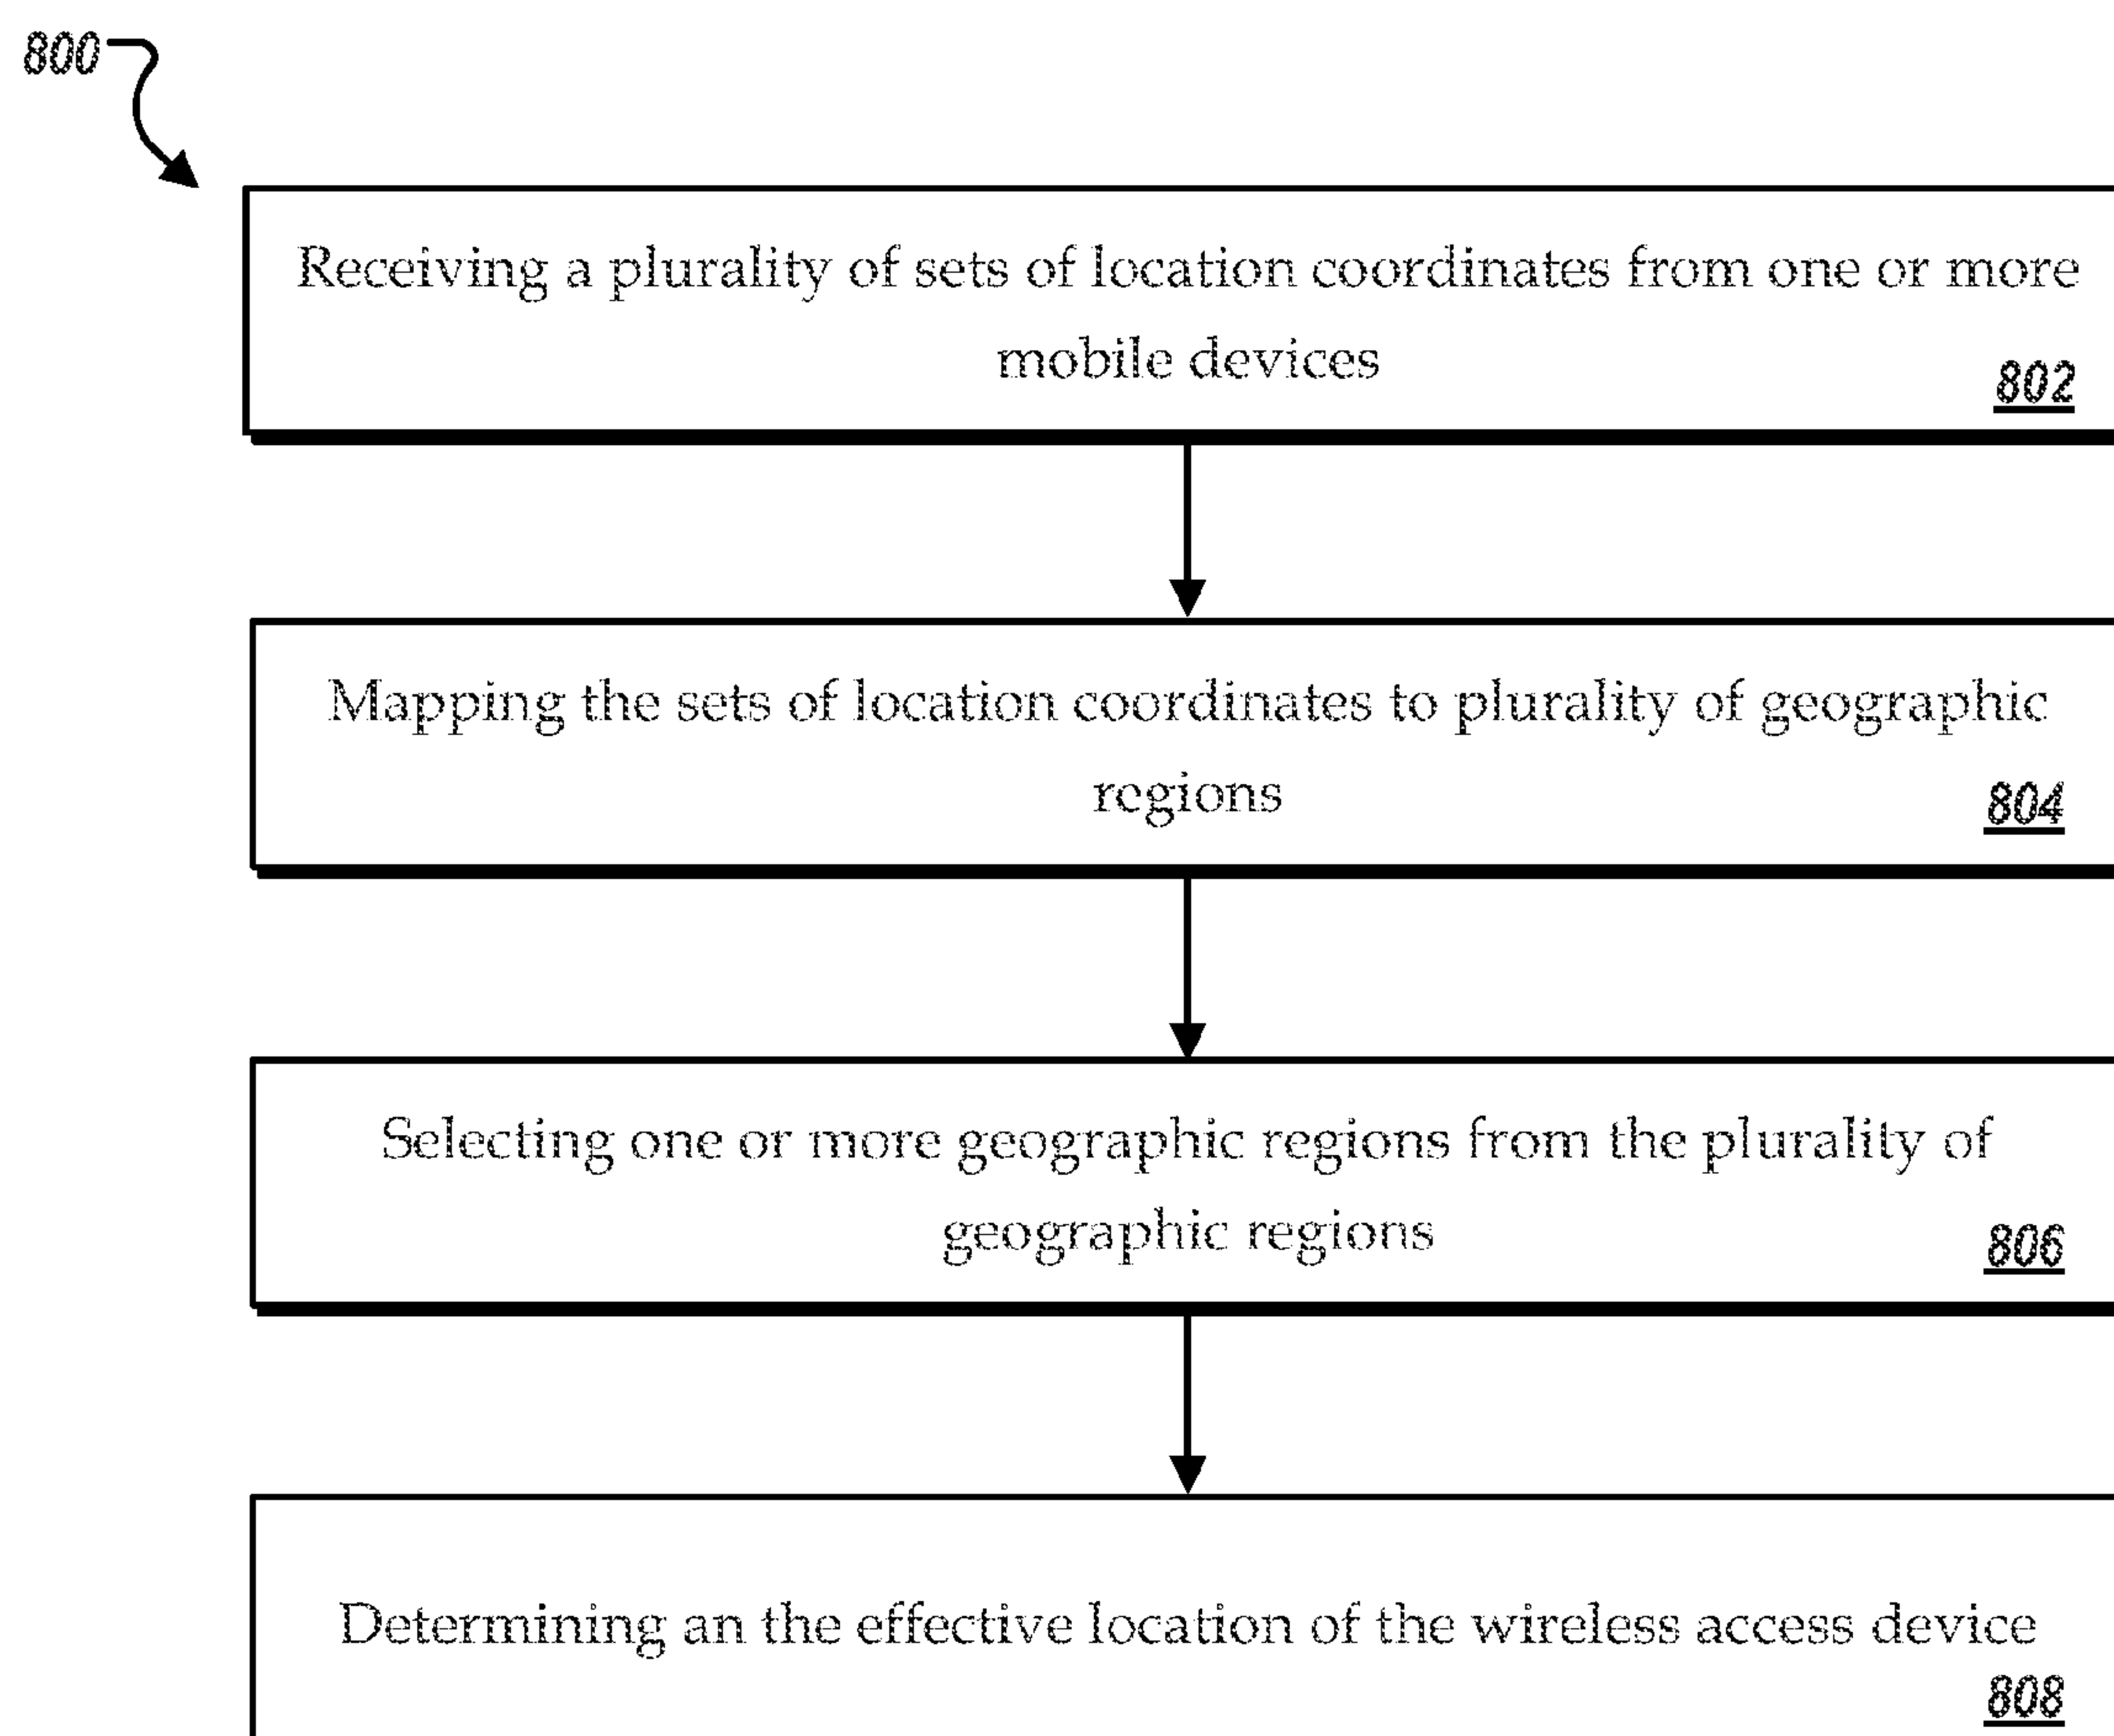 800
Receiving a plurality of sets of location coordinates from one or more
mobile devices
802
Mapping the sets of location coordinates to plurality of geographic
regions
804
Selecting one or more geographic regions from the plurality of
geographic regions
806
Determining an the effective location of the wireless access device
808